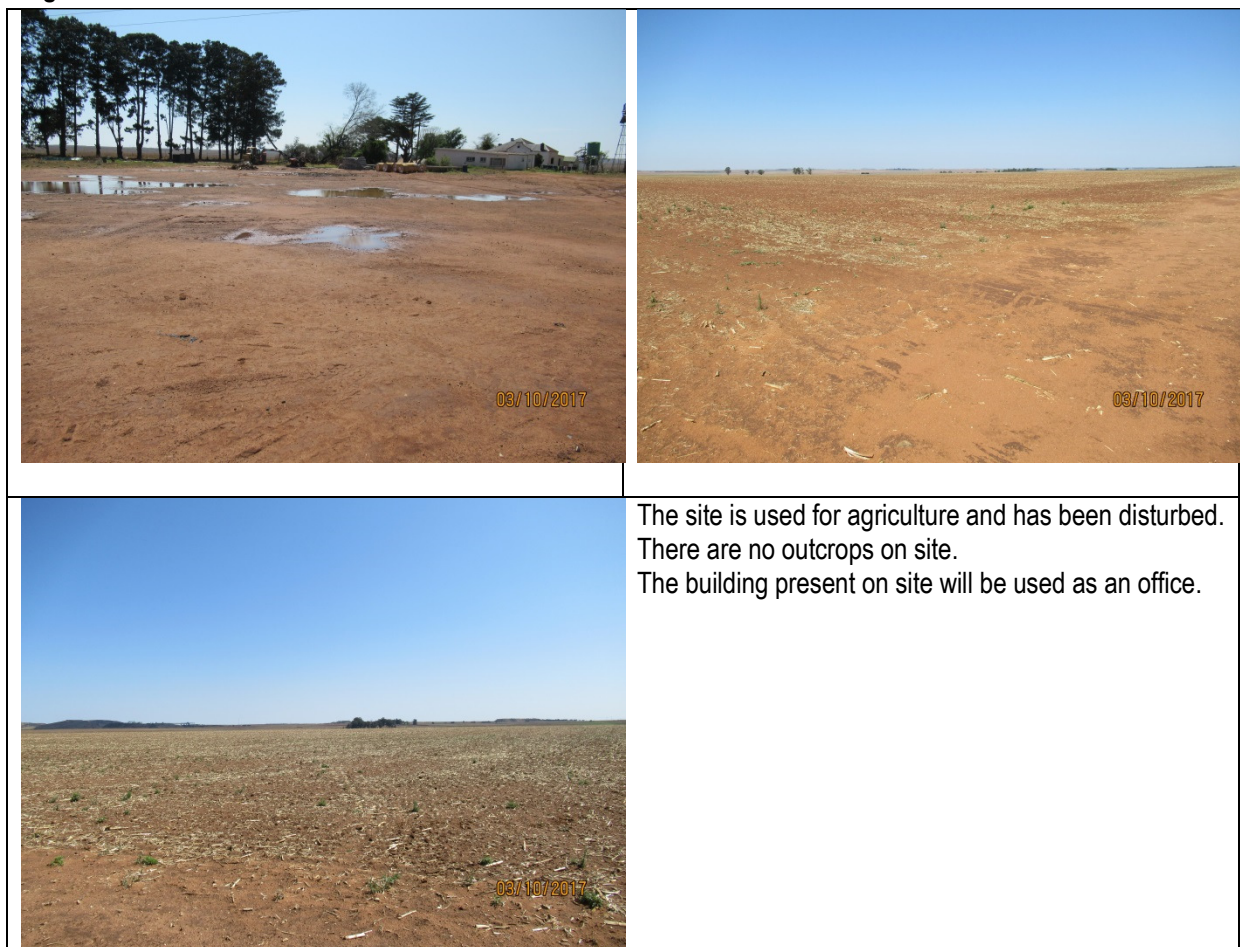 03/10/2017
03/10/2017
The site is used for agriculture and has been disturbed.
There are no outcrops on site.
The building present on site will be used as an office.
03/10/2017